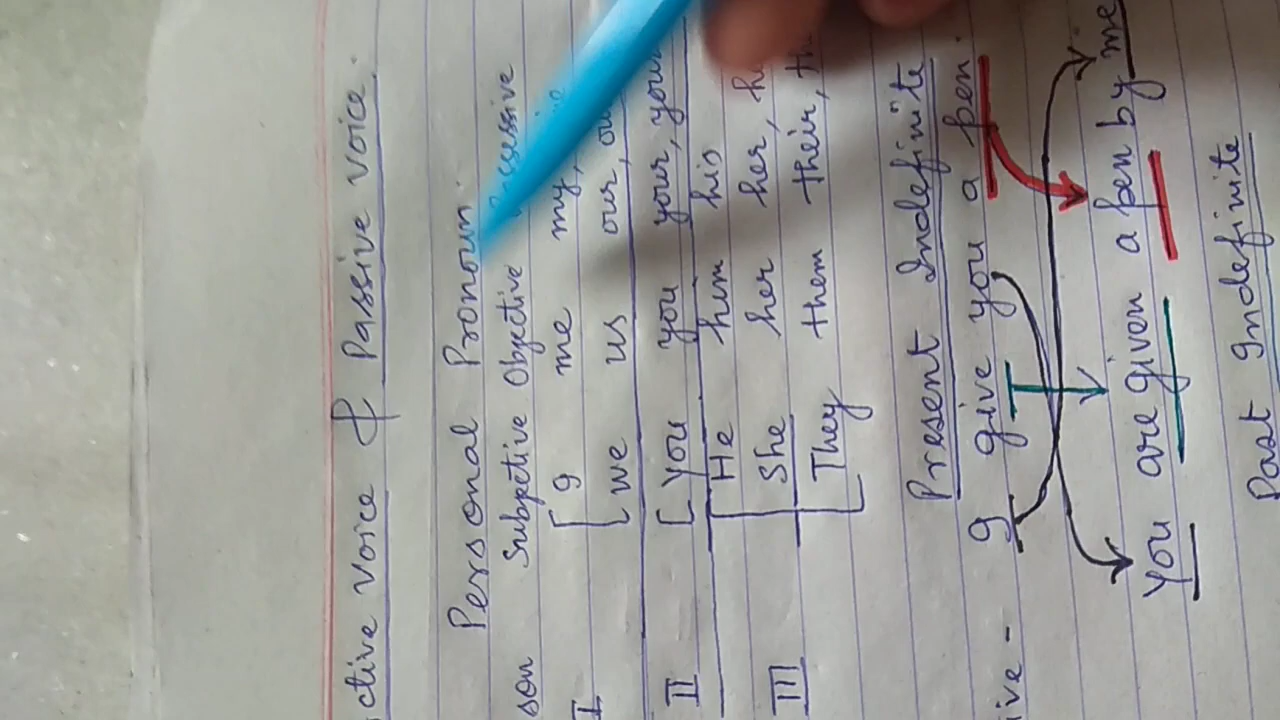 ctive voice & Passive voice.
Personal Pronoun
son Subjective Objective
I [ I me my,
[ we us our,
II [ you you your, your
[ He him his
III She her her,
[ They them their,
Present Indefinite
ive - I give you a pen.
You are given a pen by me
Past Indefinite